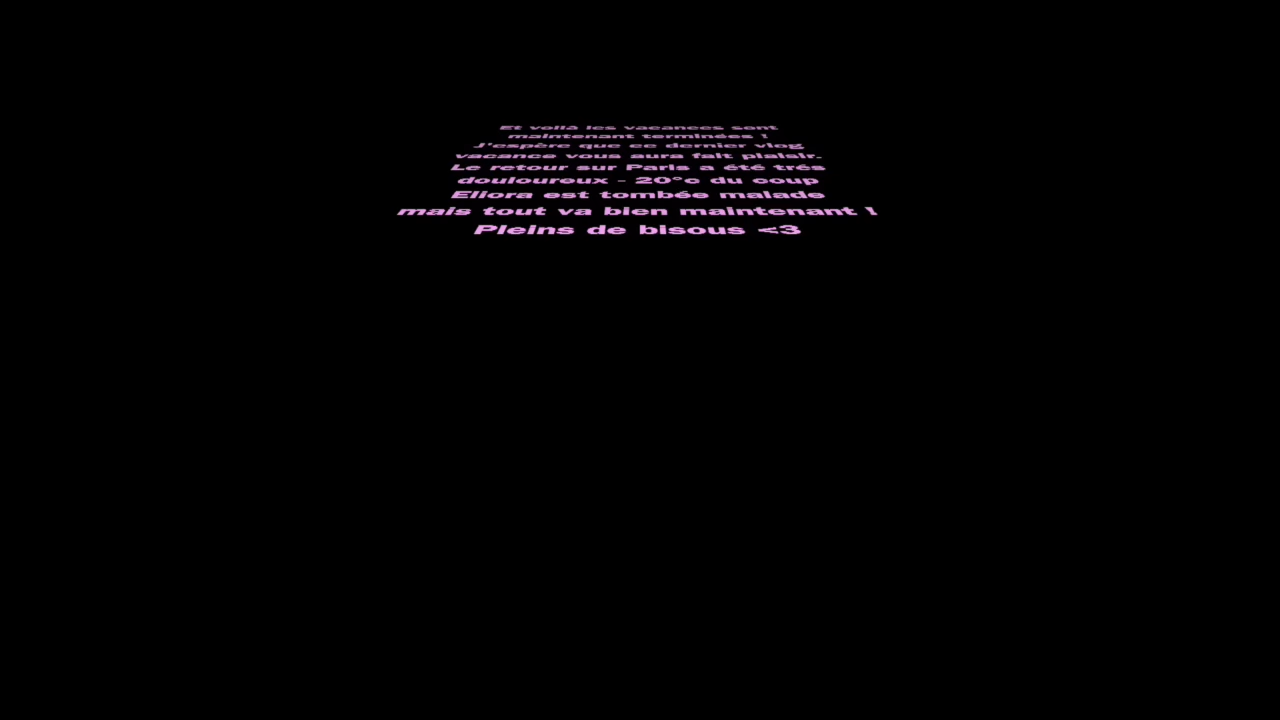 Et voilà les vacances sont
maintenant terminées !
J'espère que ce dernier vlog
vacance vous aura fait plaisir.
Le retour sur Paris a été trés
douloureux - 20°c du coup
Eliora est tombée malade
mais tout va bien maintenant !
Pleins de bisous <3